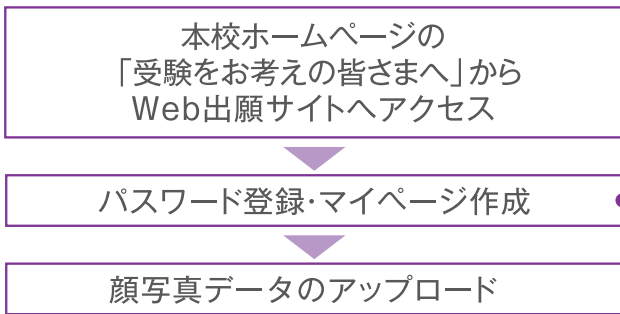 本校ホームページの
「受験をお考えの皆さまへ」から
Web出願サイトへアクセス
パスワード登録・マイページ作成
顔写真データのアップロード